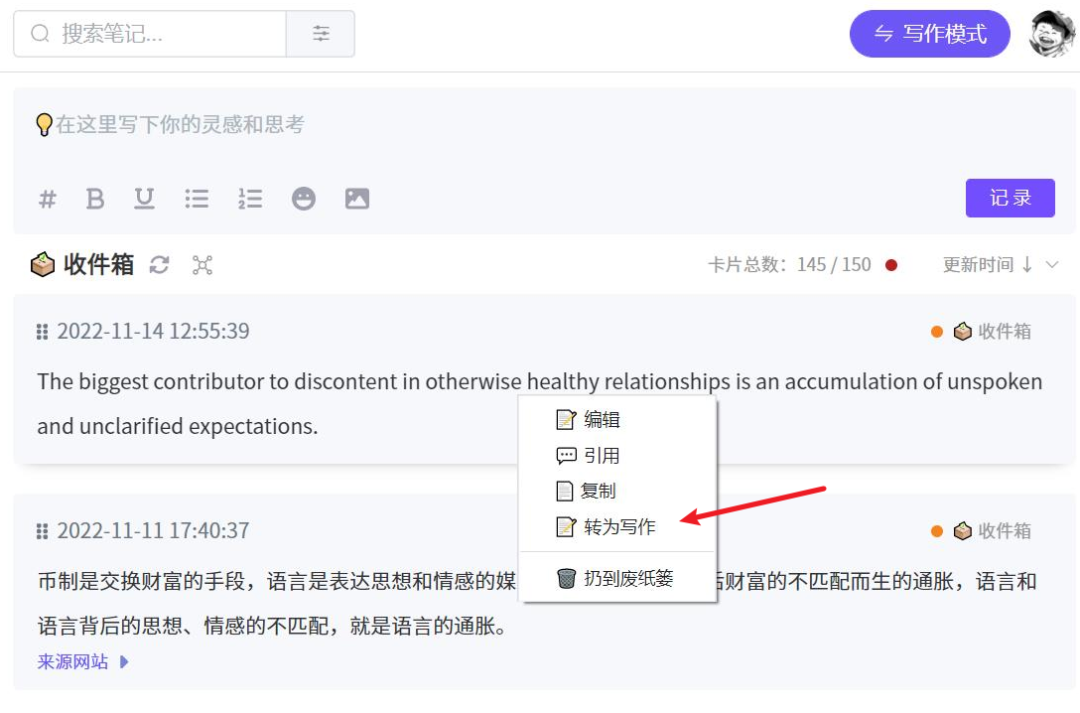 搜索笔记...
写作模式
在这里写下你的灵感和思考
记录
收件箱
卡片总数：145 / 150
更新时间
2022-11-14 12:55:39
收件箱
The biggest contributor to discontent in otherwise healthy relationships is an accumulation of unspoken
and unclarified expectations.
编辑
引用
复制
转为写作
扔到废纸篓
2022-11-11 17:40:37
收件箱
币制是交换财富的手段，语言是表达思想和情感的媒 财富的不匹配而生的通胀，语言和
语言背后的思想、情感的不匹配，就是语言的通胀。
来源网站